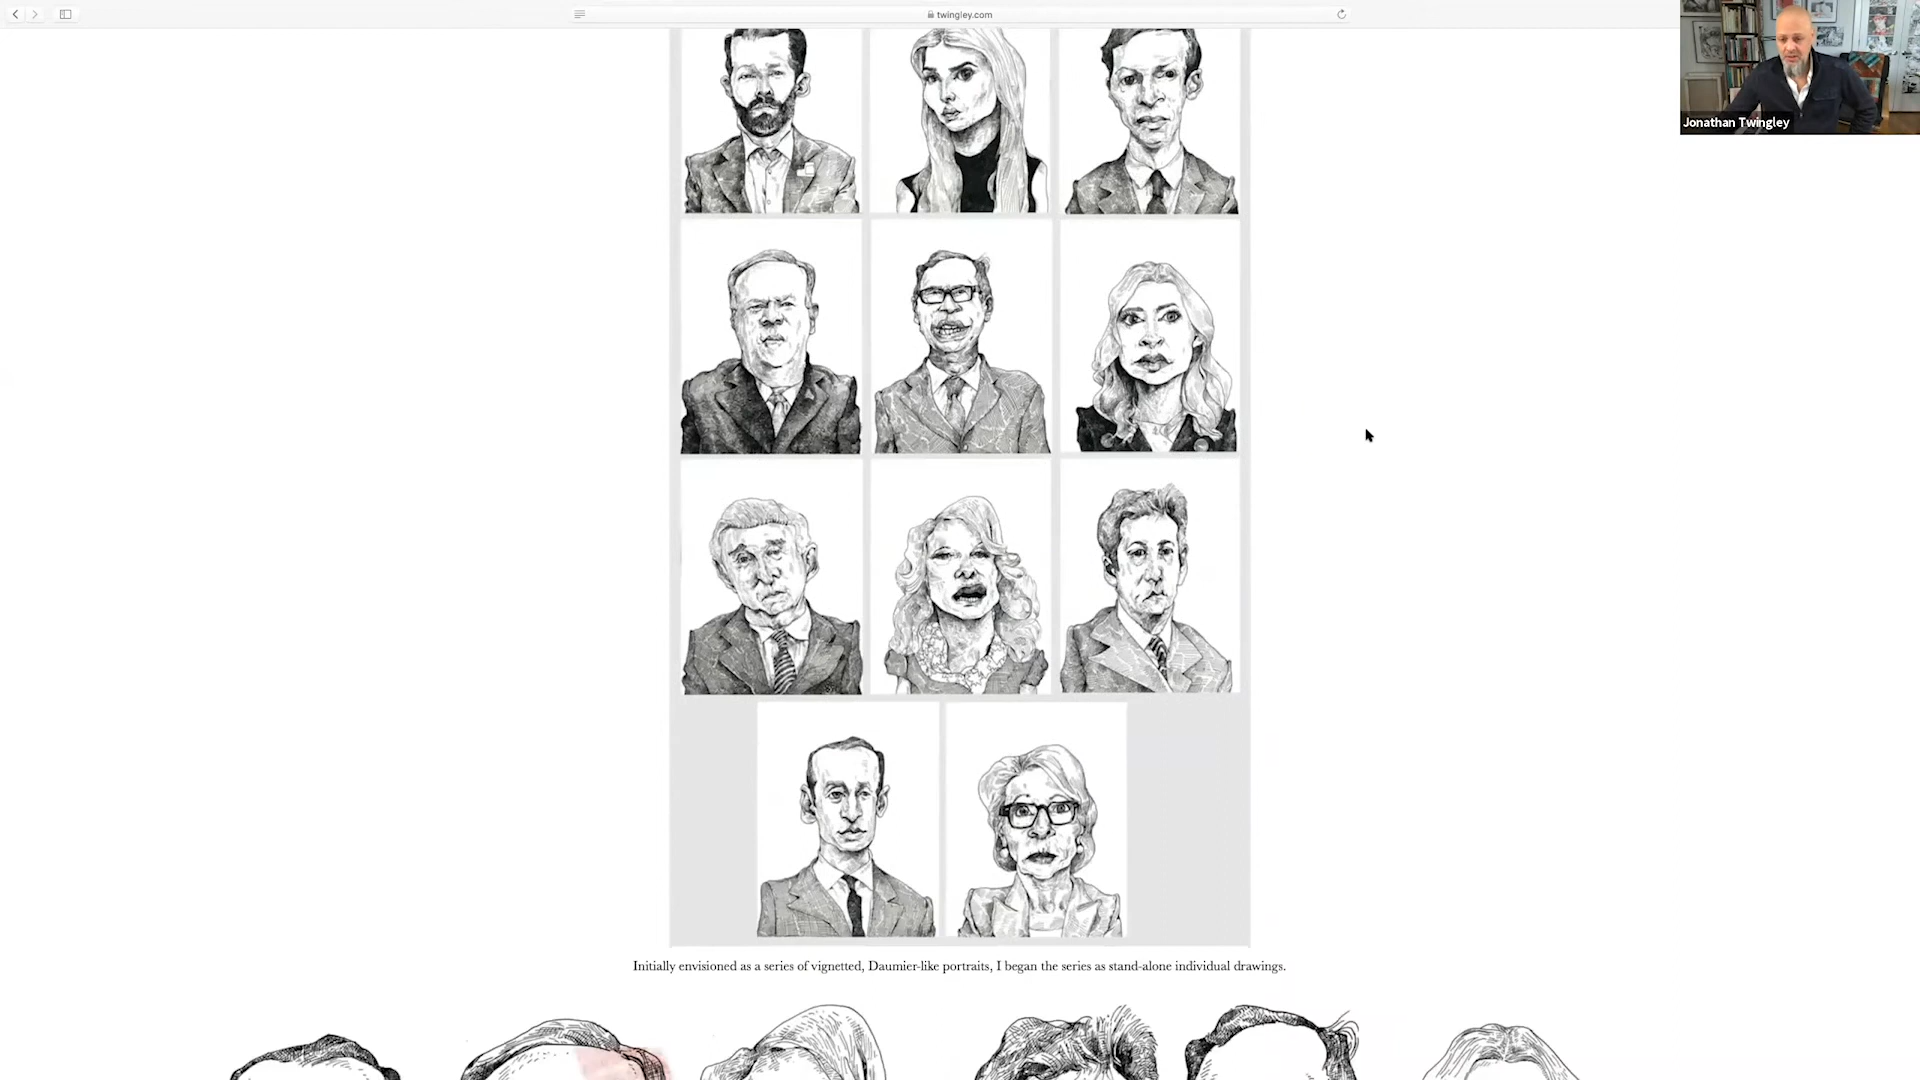 twingley.com
Jonathan Twingley
Initially envisioned as a series of vignetted, Daumier-like portraits, I began the series as stand-alone individual drawings.